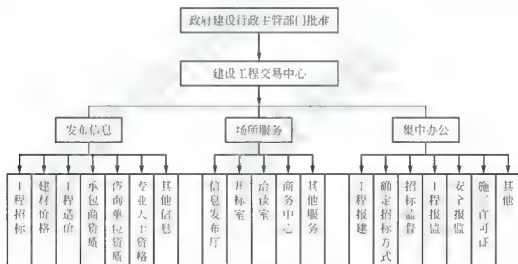 政府建设行政主管部门批准
建设工程交易中心
发布信息
场所服务
集中办公
工程招标
建材价格
工程造价
承包商资质
咨询单位资质
专业人士资格
其他信息
信息发布厅
开标室
洽谈室
商务中心
其他服务
工程报建
确定招标方式
招标监督
工程报监
安全报监
施工许可证
其他